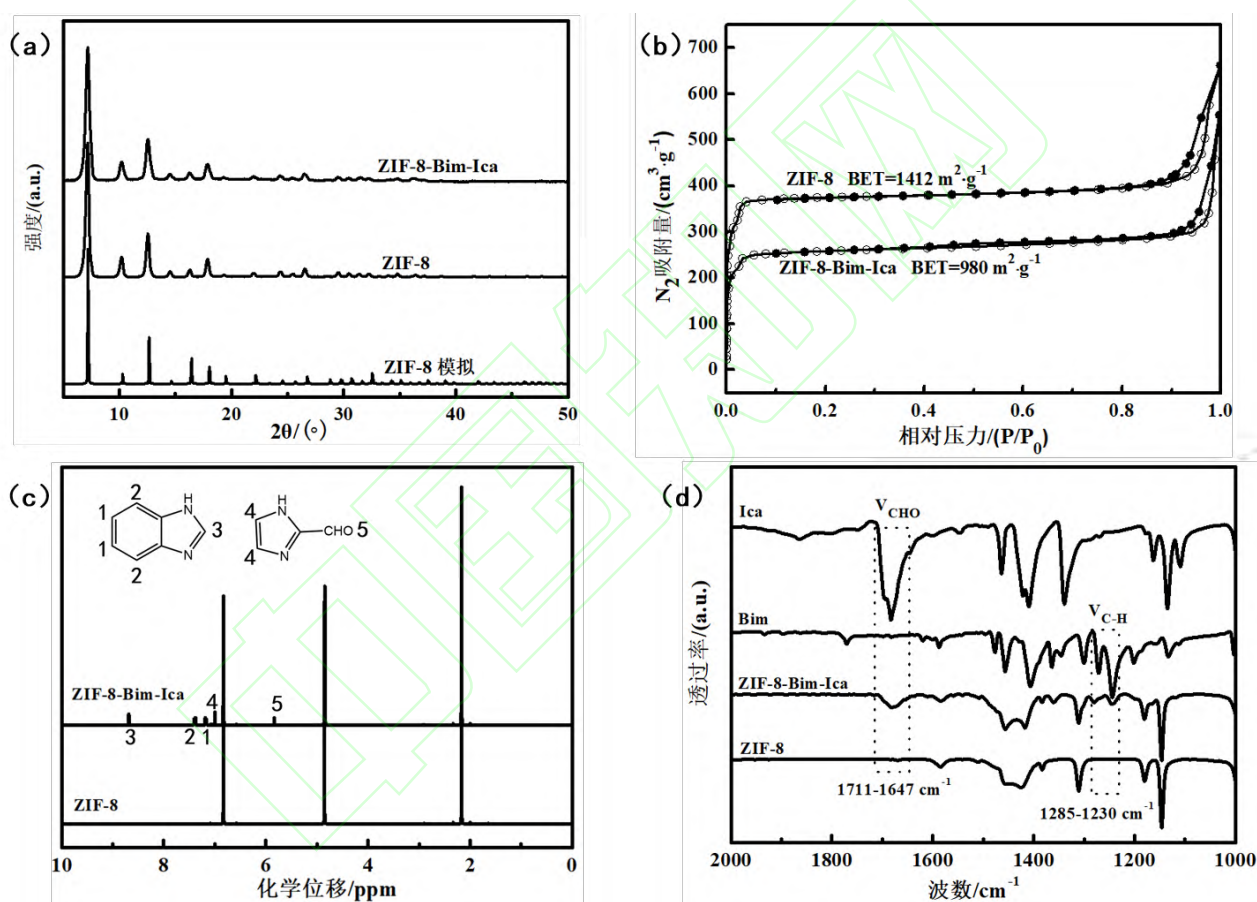 (a)
ZIF-8-Bim-Ica
ZIF-8
ZIF-8 模拟
强度/(a.u.)
10 20 30 40 50
2θ/(°)
(b)
700
600
500
400
300
200
100
0
N₂吸附量/(cm³·g⁻¹)
ZIF-8 BET=1412 m²·g⁻¹
ZIF-8-Bim-Ica BET=980 m²·g⁻¹
0.0 0.2 0.4 0.6 0.8 1.0
相对压力/(P/P₀)
(c)
2
1
1
2
H
N
3
N
4
4
H
N
N
CHO 5
ZIF-8-Bim-Ica
3
2
1
4
5
ZIF-8
10 8 6 4 2 0
化学位移/ppm
(d)
Ica
V_CHO
Bim
V_C-H
ZIF-8-Bim-Ica
ZIF-8
1711-1647 cm⁻¹
1285-1230 cm⁻¹
透过率/(a.u.)
2000 1800 1600 1400 1200 1000
波数/cm⁻¹
中国知网